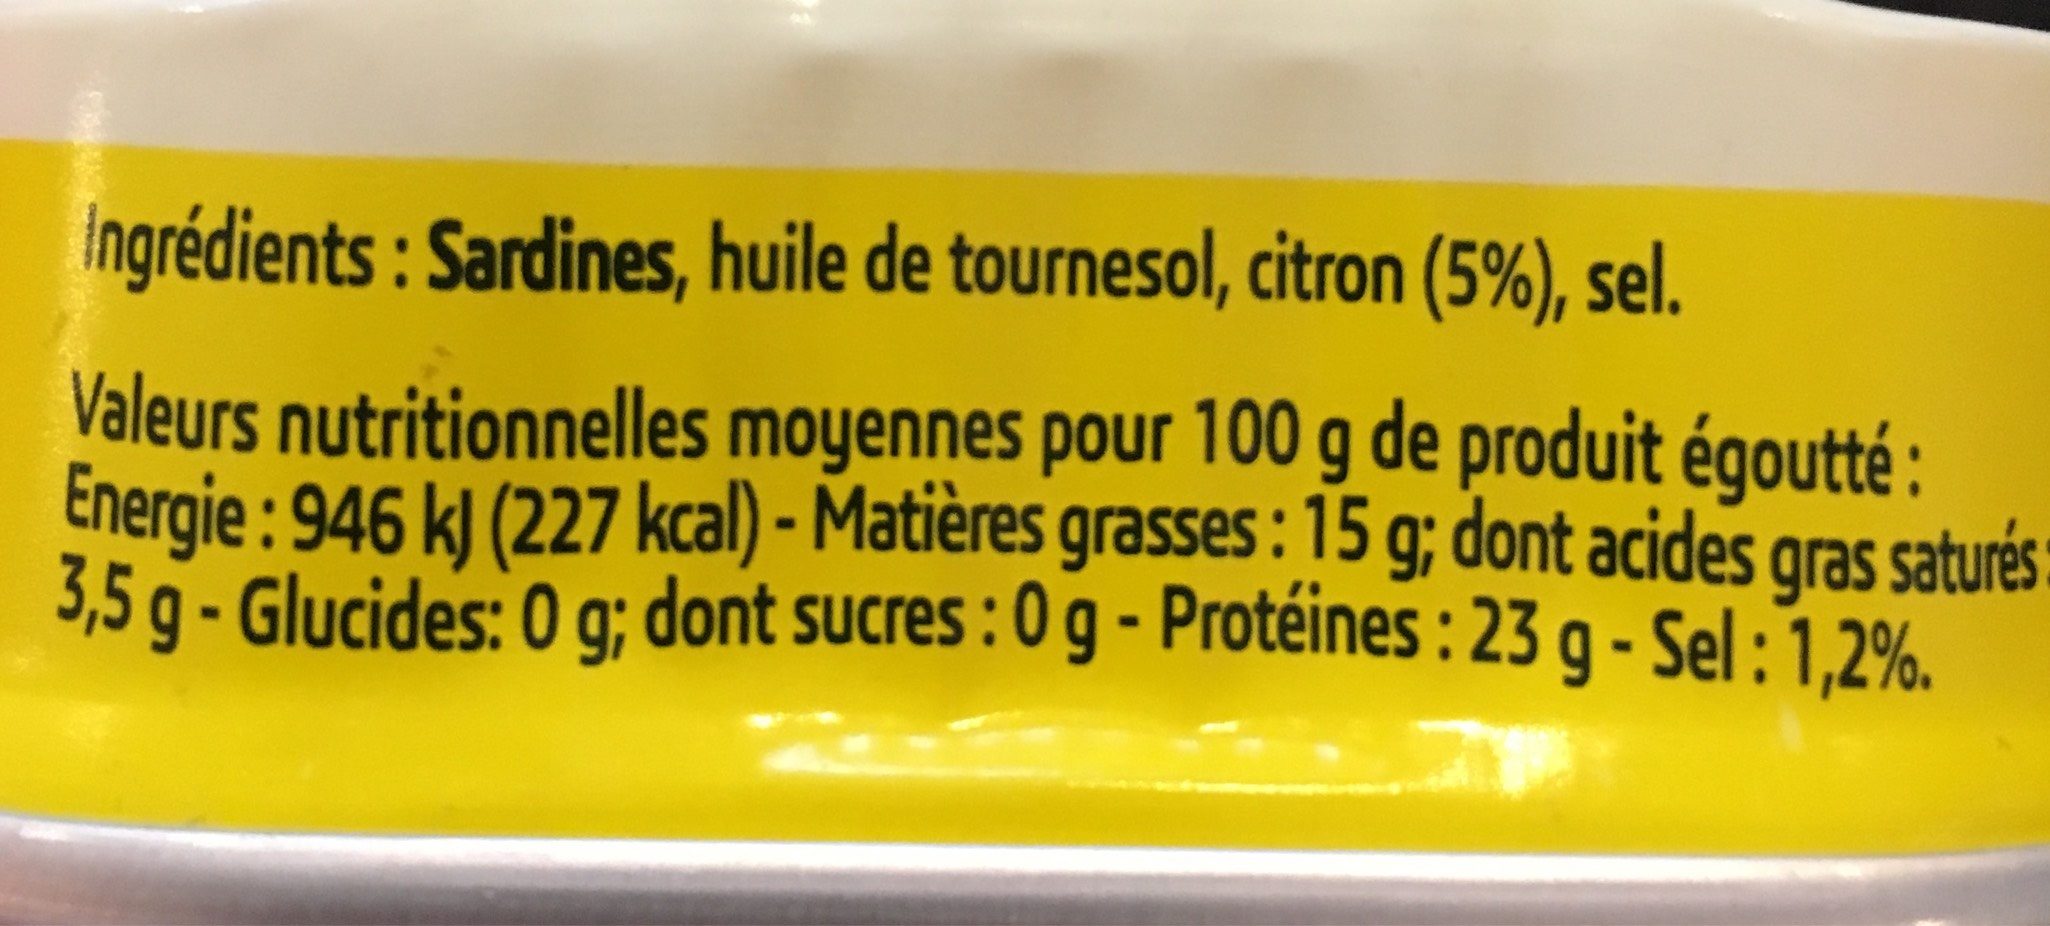 Ingrédients : Sardines, huile de tournesol, citron (5%), sel.
Valeurs nutritionnelles moyennes pour 100 g de produit égoutté :
Energie : 946 kJ (227 kcal) - Matières grasses : 15 g; dont acides gras saturés :
3,5 g - Glucides: 0 g; dont sucres : 0 g - Protéines : 23 g - Sel : 1,2%.